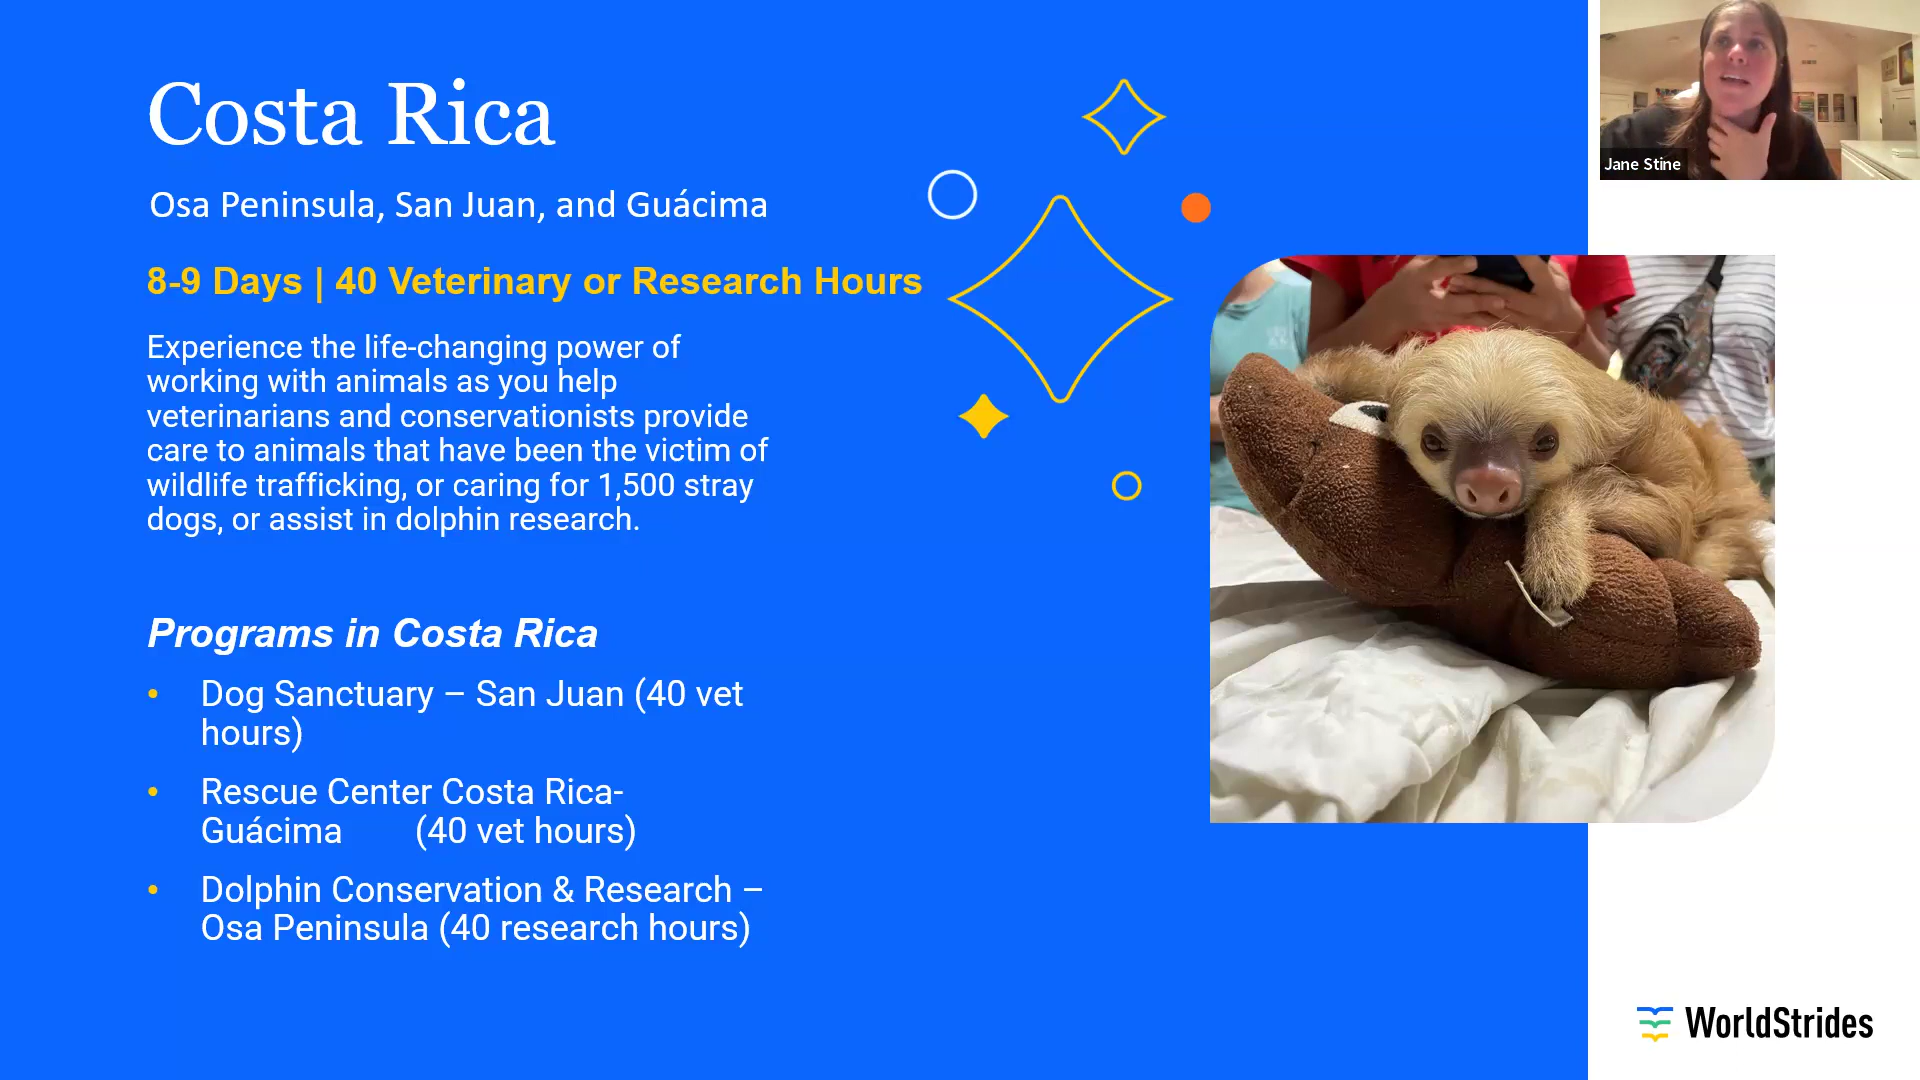 Costa Rica
Osa Peninsula, San Juan, and Guácima
8-9 Days | 40 Veterinary or Research Hours
Experience the life-changing power of
working with animals as you help
veterinarians and conservationists provide
care to animals that have been the victim of
wildlife trafficking, or caring for 1,500 stray
dogs, or assist in dolphin research.
Programs in Costa Rica
• Dog Sanctuary – San Juan (40 vet
hours)
• Rescue Center Costa Rica-
Guácima (40 vet hours)
• Dolphin Conservation & Research –
Osa Peninsula (40 research hours)
Jane Stine
WorldStrides